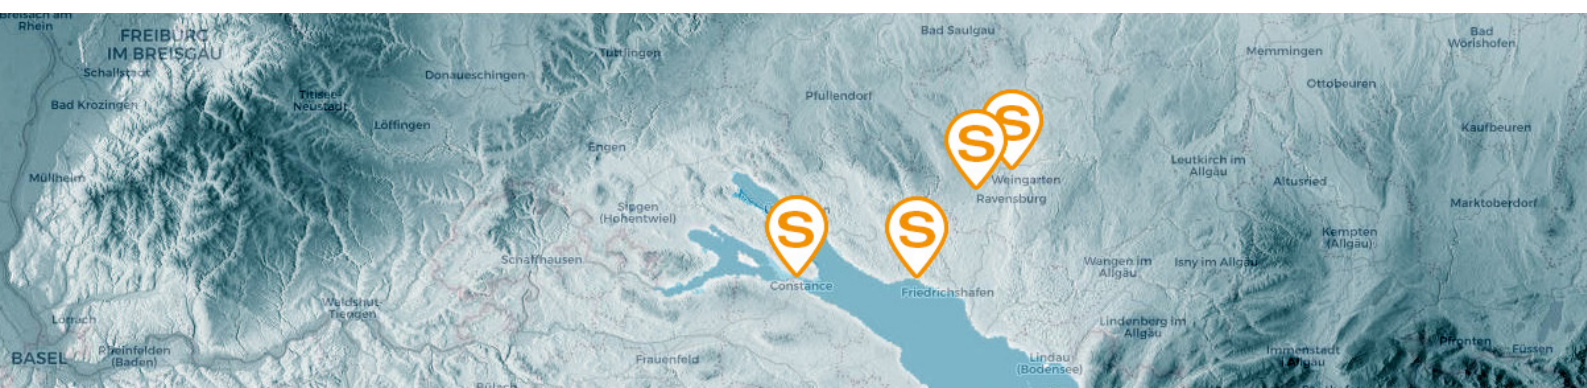 Breisach am
Rhein
FREIBURG
IM BREISGAU
Schallstadt
Bad Krozingen
Müllheim
Lörrach
BASEL
Rheinfelden
(Baden)
Titisee-
Neustadt
Löffingen
Donaueschingen
Tuttlingen
Engen
Singen
(Hohentwiel)
Schaffhausen
Waldshut-
Tiengen
Frauenfeld
Bülach
Pfullendorf
Bad Saulgau
S
S
S
S
Constance
Friedrichshafen
Weingarten
Ravensburg
Lindau
(Bodensee)
Memmingen
Ottobeuren
Bad
Wörishofen
Kaufbeuren
Leutkirch im
Allgäu
Altusried
Marktoberdorf
Kempten
(Allgäu)
Wangen im
Allgäu
Isny im Allgäu
Lindenberg im
Allgäu
Immenstadt
i Allgäu
Pfronten
Füssen